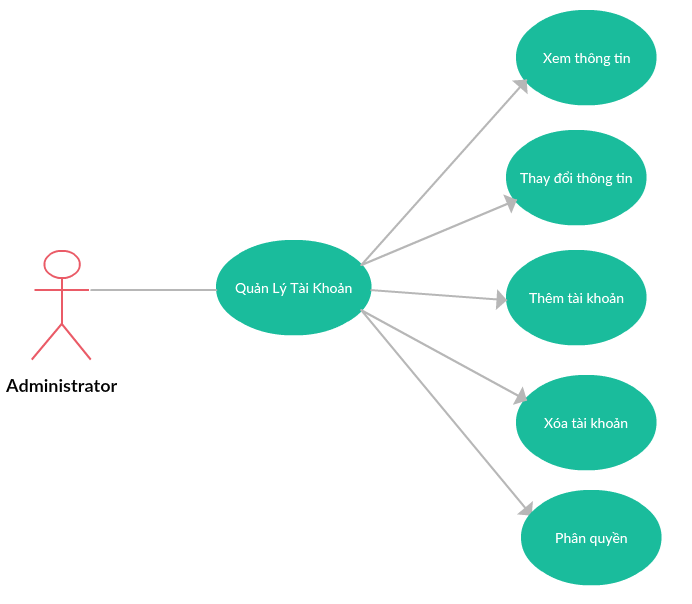 Xem thông tin
Thay đổi thông tin
Quản Lý Tài Khoản
Thêm tài khoản
Administrator
Xóa tài khoản
Phân quyền